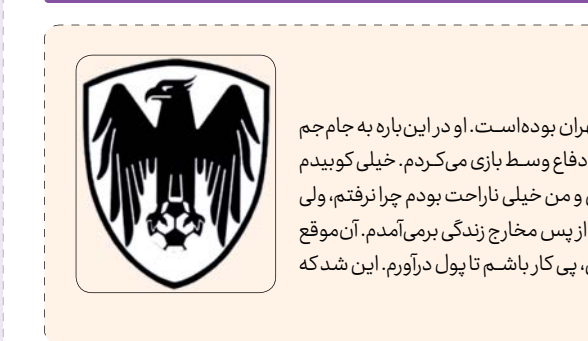 بوده‌است. او در این‌باره به جام‌جم
دفاع وسط بازی می‌کردم. خیلی کوبیدم
و من خیلی ناراحت بودم چرا نرفتم، ولی
از پس مخارج زندگی برمی‌آمدم. آن‌موقع
پی کار باشم تا پول درآورم. این شد که